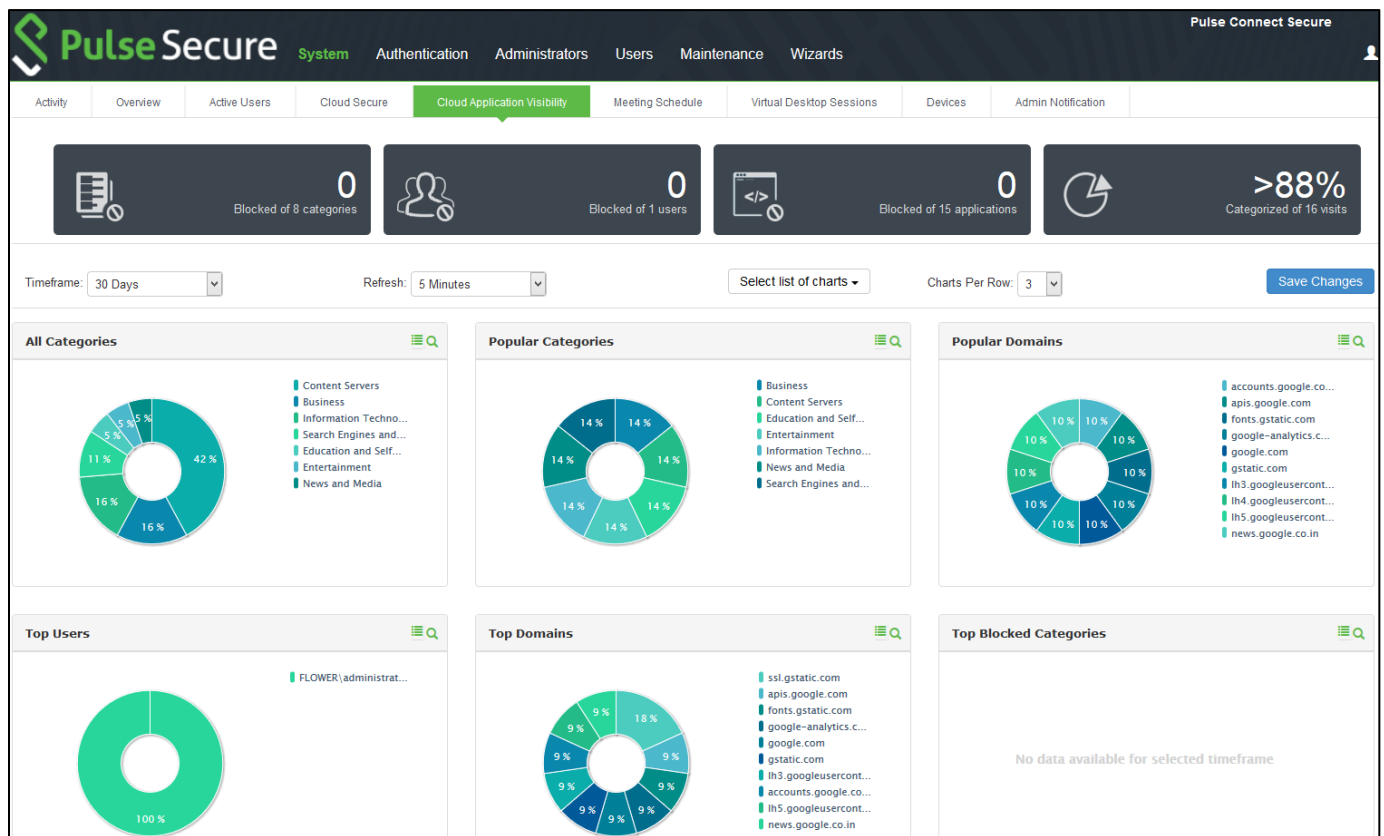 Pulse Connect Secure
Pulse Secure
System Authentication Administrators Users Maintenance Wizards
Activity Overview Active Users Cloud Secure Cloud Application Visibility Meeting Schedule Virtual Desktop Sessions Devices Admin Notification
0
Blocked of 8 categories
0
Blocked of 1 users
</>
0
Blocked of 15 applications
>88%
Categorized of 16 visits
Timeframe: 30 Days Refresh: 5 Minutes Select list of charts Charts Per Row: 3 Save Changes
All Categories
42 %
16 %
16 %
11 %
5 %
5 %
5 %
Content Servers
Business
Information Techno...
Search Engines and...
Education and Self...
Entertainment
News and Media
Popular Categories
14 %
14 %
14 %
14 %
14 %
14 %
14 %
Business
Content Servers
Education and Self...
Entertainment
Information Techno...
News and Media
Search Engines and...
Popular Domains
10 %
10 %
10 %
10 %
10 %
10 %
10 %
10 %
10 %
10 %
accounts.google.co...
apis.google.com
fonts.gstatic.com
google-analytics.c...
google.com
gstatic.com
lh3.googleusercont...
lh4.googleusercont...
lh5.googleusercont...
news.google.co.in
Top Users
100 %
FLOWER\administrat...
Top Domains
18 %
9 %
9 %
9 %
9 %
9 %
9 %
9 %
9 %
9 %
ssl.gstatic.com
apis.google.com
fonts.gstatic.com
google-analytics.c...
google.com
gstatic.com
lh3.googleusercont...
accounts.google.co...
lh5.googleusercont...
news.google.co.in
Top Blocked Categories
No data available for selected timeframe